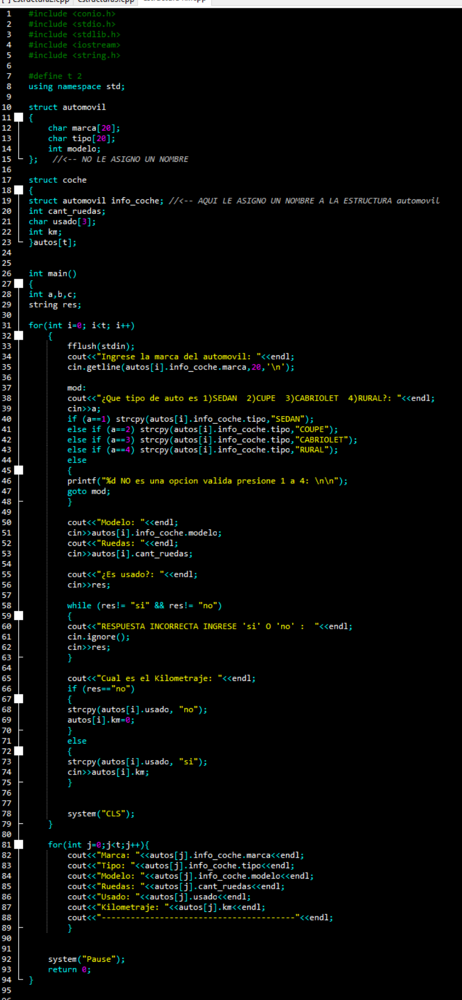 estructura2.cpp estructura3.cpp
1 #include <conio.h>
2 #include <stdio.h>
3 #include <stdlib.h>
4 #include <iostream>
5 #include <string.h>
6
7 #define t 2
8 using namespace std;
9
10 struct automovil
11 {
12 char marca[20];
13 char tipo[20];
14 int modelo;
15 }; //<-- NO LE ASIGNO UN NOMBRE
16
17 struct coche
18 {
19 struct automovil info_coche; //<-- AQUI LE ASIGNO UN NOMBRE A LA ESTRUCTURA automovil
20 int cant_ruedas;
21 char usado[3];
22 int km;
23 }autos[t];
24
25
26 int main()
27 {
28 int a,b,c;
29 string res;
30
31 for(int i=0; i<t; i++)
32 {
33 fflush(stdin);
34 cout<<"Ingrese la marca del automovil: "<<endl;
35 cin.getline(autos[i].info_coche.marca,20,'\n');
36
37 mod:
38 cout<<"¿Que tipo de auto es 1)SEDAN 2)CUPE 3)CABRIOLET 4)RURAL?: "<<endl;
39 cin>>a;
40 if (a==1) strcpy(autos[i].info_coche.tipo,"SEDAN");
41 else if (a==2) strcpy(autos[i].info_coche.tipo,"COUPE");
42 else if (a==3) strcpy(autos[i].info_coche.tipo,"CABRIOLET");
43 else if (a==4) strcpy(autos[i].info_coche.tipo,"RURAL");
44 else
45 {
46 printf("%d NO es una opcion valida presione 1 a 4: \n\n");
47 goto mod;
48 }
49
50 cout<<"Modelo: "<<endl;
51 cin>>autos[i].info_coche.modelo;
52 cout<<"Ruedas: "<<endl;
53 cin>>autos[i].cant_ruedas;
54
55 cout<<"¿Es usado?: "<<endl;
56 cin>>res;
57
58 while (res!= "si" && res!= "no")
59 {
60 cout<<"RESPUESTA INCORRECTA INGRESE 'si' O 'no' :  "<<endl;
61 cin.ignore();
62 cin>>res;
63 }
64
65 cout<<"Cual es el Kilometraje: "<<endl;
66 if (res=="no")
67 {
68 strcpy(autos[i].usado, "no");
69 autos[i].km=0;
70 }
71 else
72 {
73 strcpy(autos[i].usado, "si");
74 cin>>autos[i].km;
75 }
76
77
78 system("CLS");
79 }
80
81 for(int j=0;j<t;j++){
82 cout<<"Marca: "<<autos[j].info_coche.marca<<endl;
83 cout<<"Tipo: "<<autos[j].info_coche.tipo<<endl;
84 cout<<"Modelo: "<<autos[j].info_coche.modelo<<endl;
85 cout<<"Ruedas: "<<autos[j].cant_ruedas<<endl;
86 cout<<"Usado: "<<autos[j].usado<<endl;
87 cout<<"Kilometraje: "<<autos[j].km<<endl;
88 cout<<"----------------------------------------"<<endl;
89 }
90
91
92 system("Pause");
93 return 0;
94 }
95